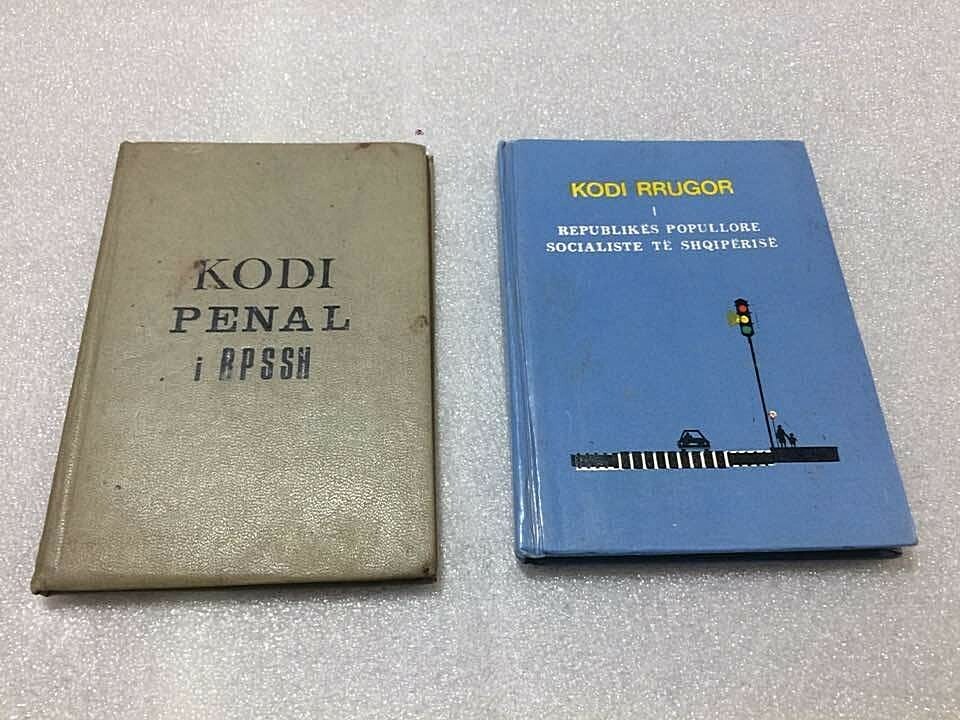 KODI
PENAL
i RPSSH
KODI RRUGOR
I
REPUBLIKËS POPULLORE
SOCIALISTE TË SHQIPËRISË